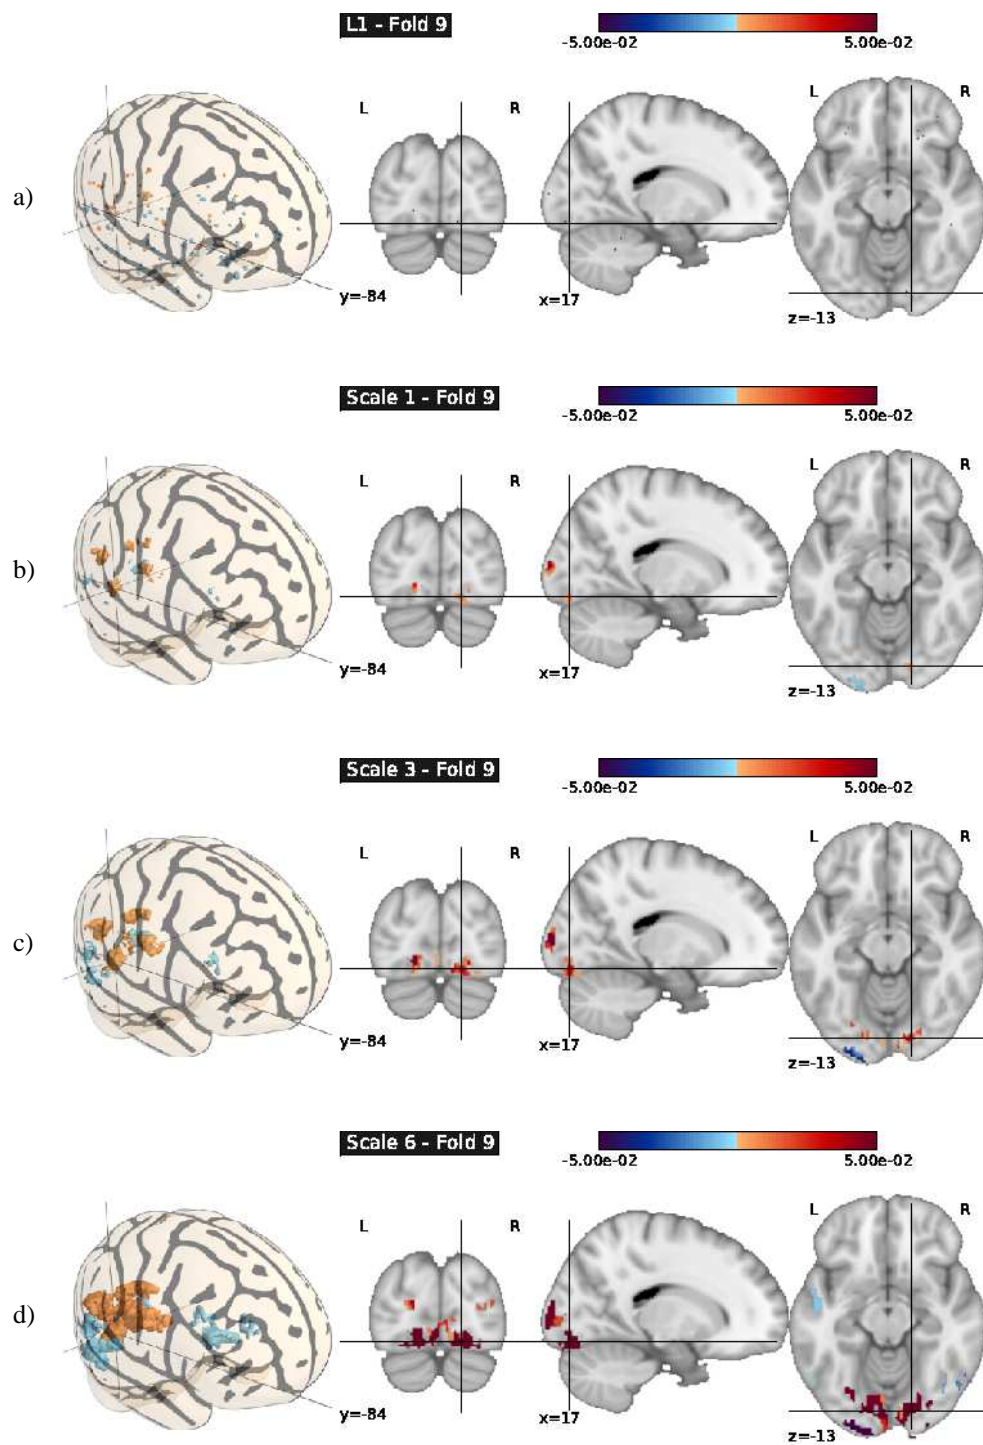 L1 - Fold 9
-5.00e-02 5.00e-02
L R L R
a)
y=-84 x=17 z=-13
Scale 1 - Fold 9
-5.00e-02 5.00e-02
L R L R
b)
y=-84 x=17 z=-13
Scale 3 - Fold 9
-5.00e-02 5.00e-02
L R L R
c)
y=-84 x=17 z=-13
Scale 6 - Fold 9
-5.00e-02 5.00e-02
L R L R
d)
y=-84 x=17 z=-13